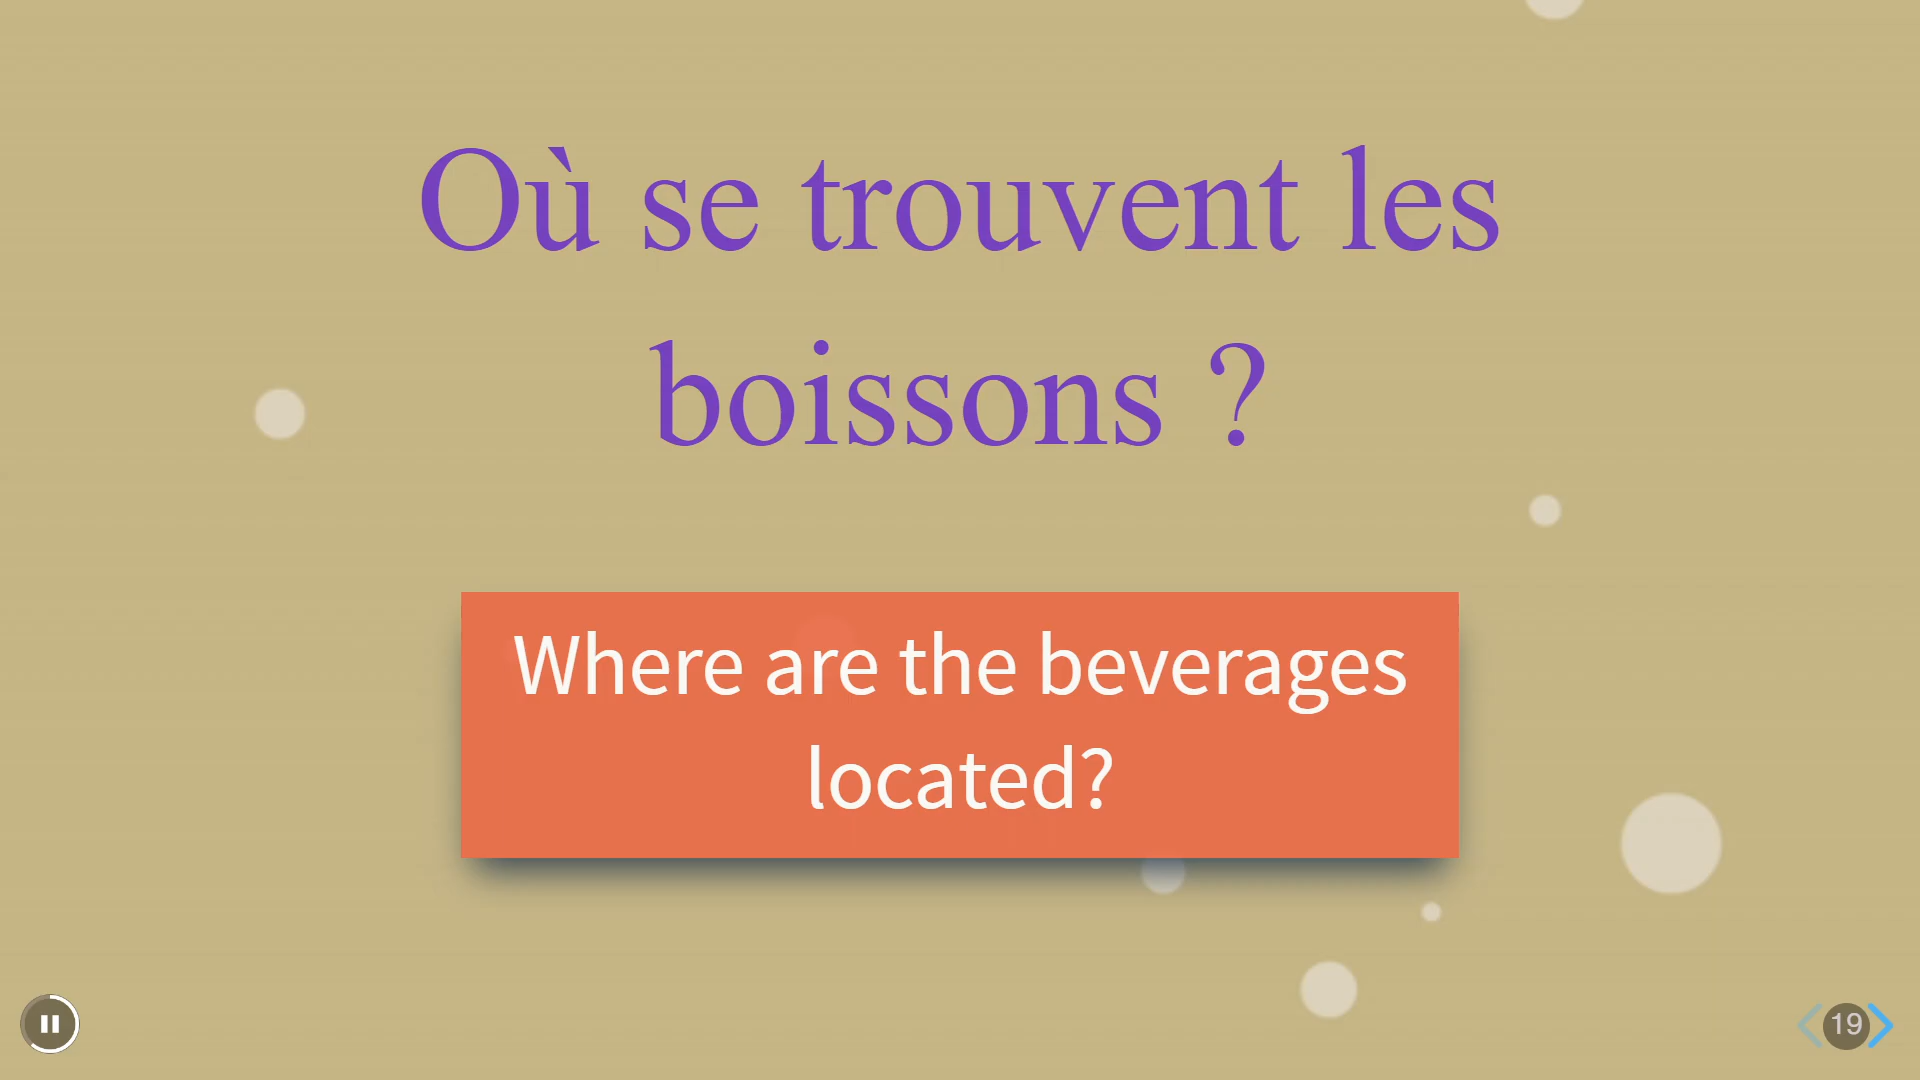 Où se trouvent les
boissons ?
Where are the beverages
located?
19